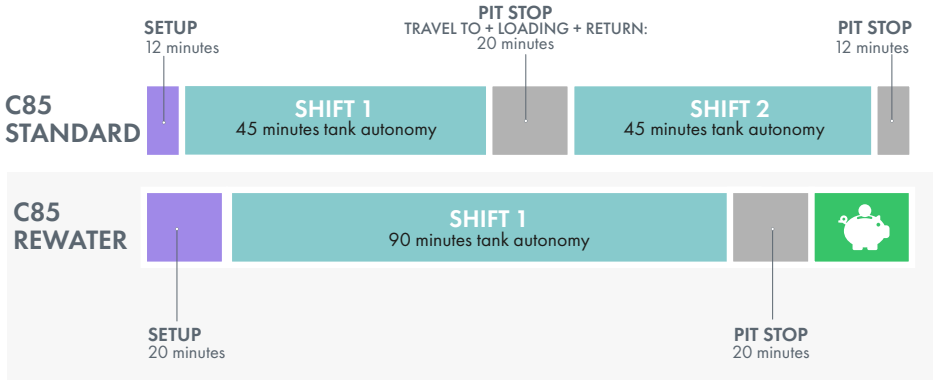 SETUP
12 minutes
PIT STOP
TRAVEL TO + LOADING + RETURN:
20 minutes
PIT STOP
12 minutes
C85
STANDARD
SHIFT 1
45 minutes tank autonomy
SHIFT 2
45 minutes tank autonomy
C85
REWATER
SHIFT 1
90 minutes tank autonomy
SETUP
20 minutes
PIT STOP
20 minutes